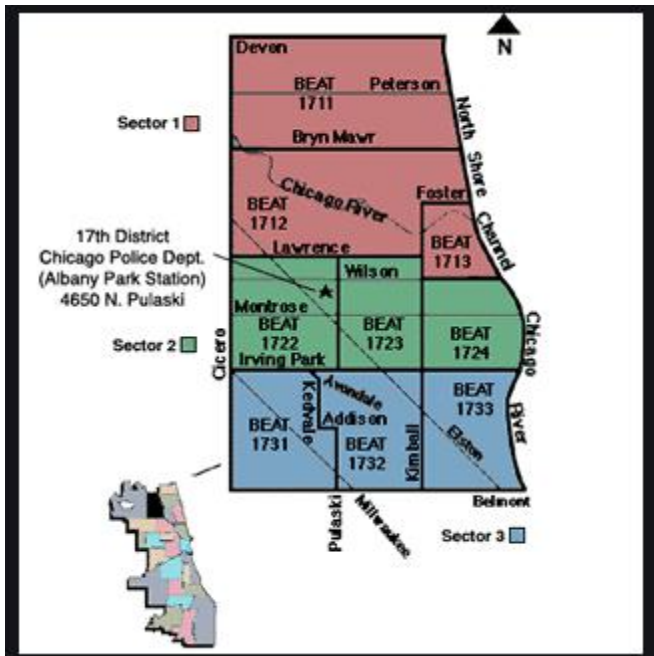 N
Devon
BEAT
1711
Peterson
Sector 1
Bryn Mawr
North Shore Channel
Chicago River
Foster
BEAT
1712
BEAT
1713
17th District
Chicago Police Dept.
(Albany Park Station)
4650 N. Pulaski
Lawrence
Wilson
Montrose
BEAT
1722
BEAT
1723
BEAT
1724
Sector 2
Cicero
Irving Park
Chicago River
Kedvale
Avondale
Addison
BEAT
1731
BEAT
1732
BEAT
1733
Kimball
Elston
Belmont
Pulaski
Milwaukee
Sector 3